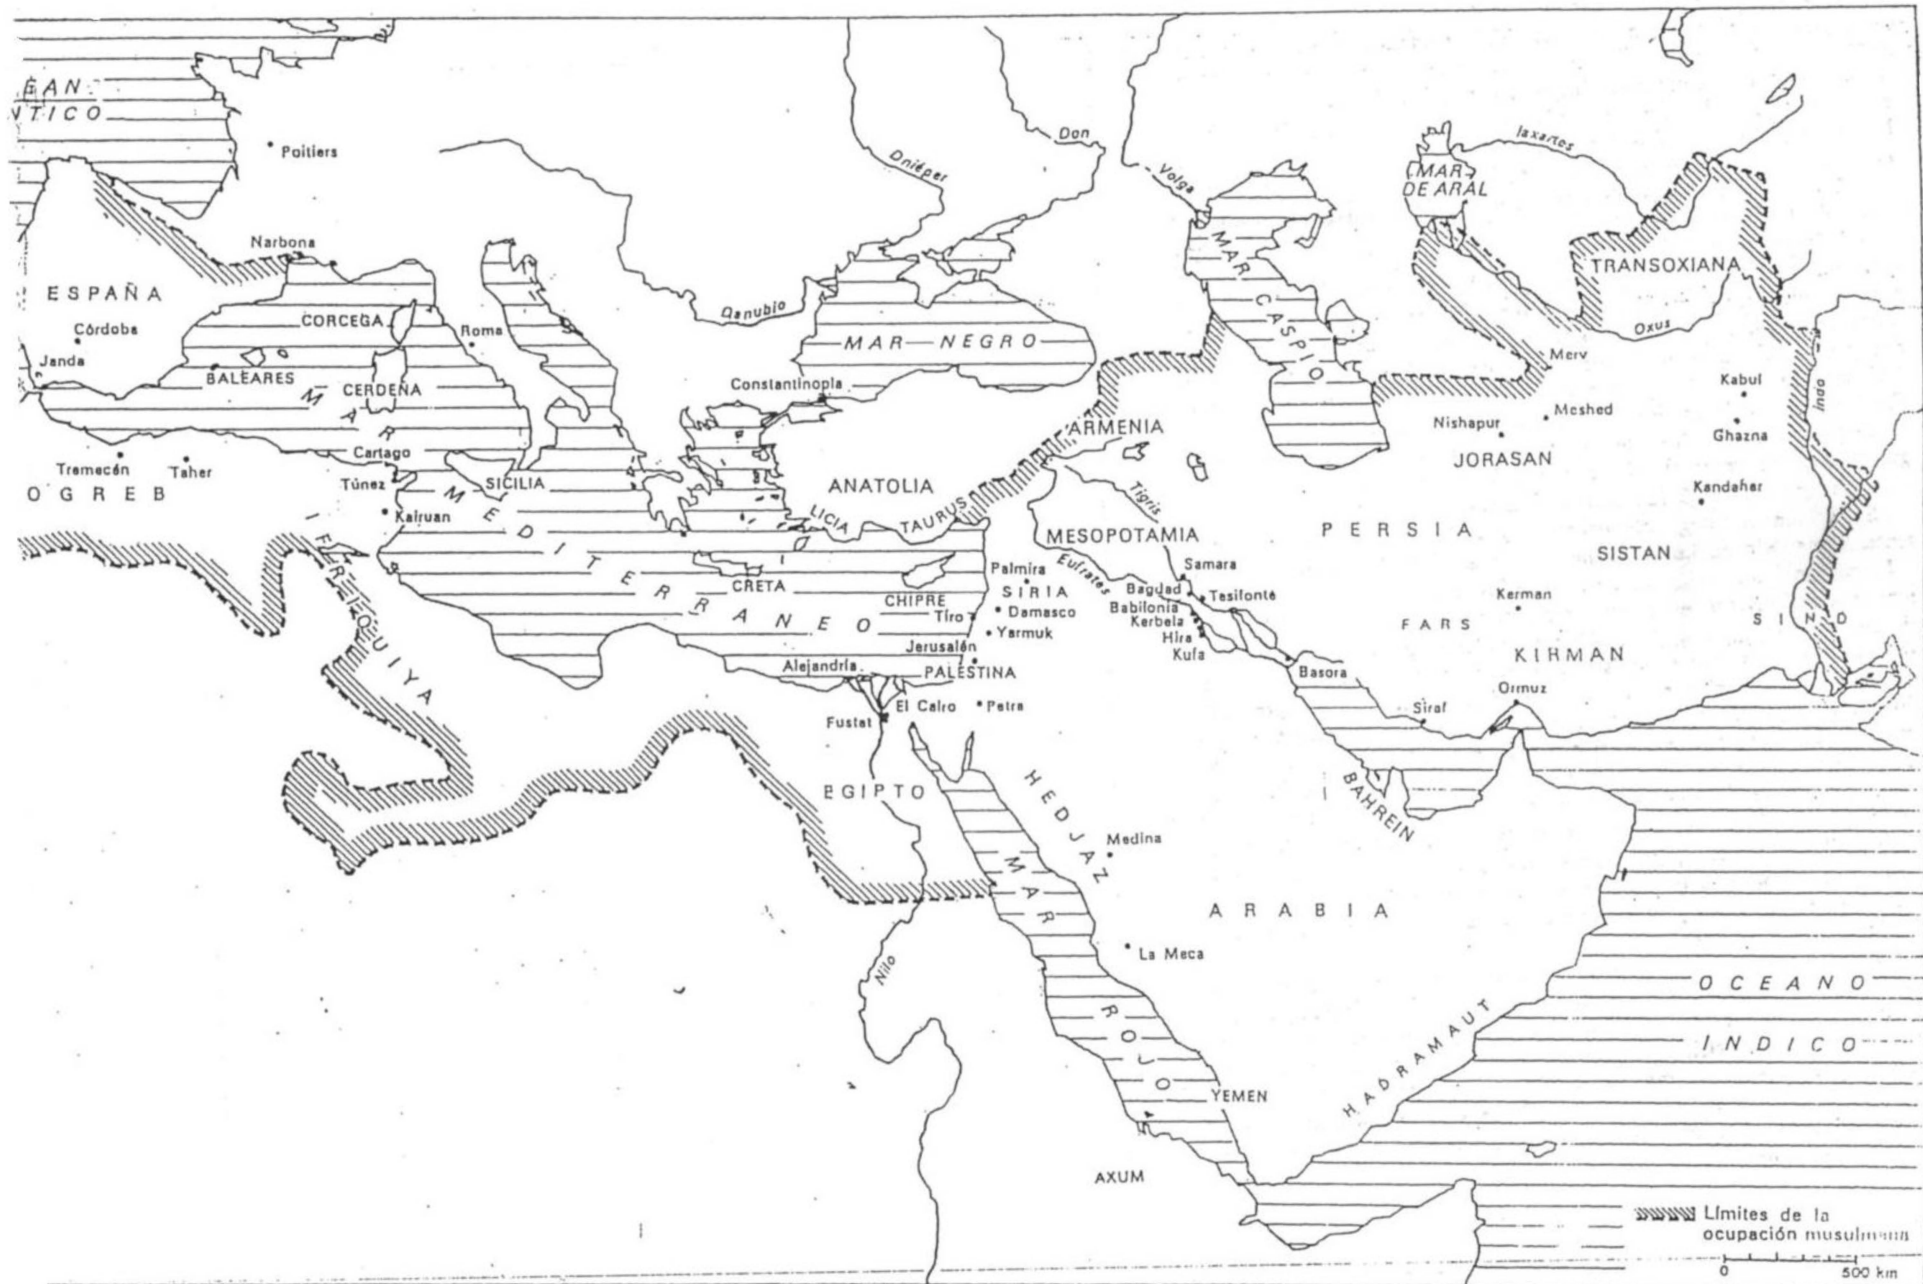 EAN
NTICO
Poitiers
Dniéper
Don
Volga
Iaxartes
MAR
DE ARAL
Narbona
ESPAÑA
Córdoba
Janda
BALEARES
CORCEGA
CERDEÑA
Roma
Danubio
MAR NEGRO
MAR CASPIO
TRANSOXIANA
Oxus
Merv
Constantinopla
ARMENIA
Nishapur
Meshed
JORASAN
Kabul
Ghazna
Indo
Kandahar
Tremecén
Taher
OGREB
Cartago
Túnez
Kairuan
SICILIA
MAR MEDITERRANEO
IFRIQUIYA
ANATOLIA
LICIA
TAURUS
Tigris
MESOPOTAMIA
Eufrates
PERSIA
SISTAN
CRETA
CHIPRE
Palmira
SIRIA
Damasco
Tiro
Yarmuk
Jerusalén
PALESTINA
Samara
Bagdad
Tesifonte
Babilonia
Kerbela
Hira
Kufa
Basora
Kerman
FARS
KIRMAN
SIND
Siraf
Ormuz
Alejandría
El Cairo
Fustat
Petra
EGIPTO
HEDJAZ
Medina
BAHREIN
ARABIA
La Meca
MAR ROJO
Nilo
YEMEN
HADRAMAUT
AXUM
OCEANO
INDICO
Límites de la
ocupación musulmana
0 500 km